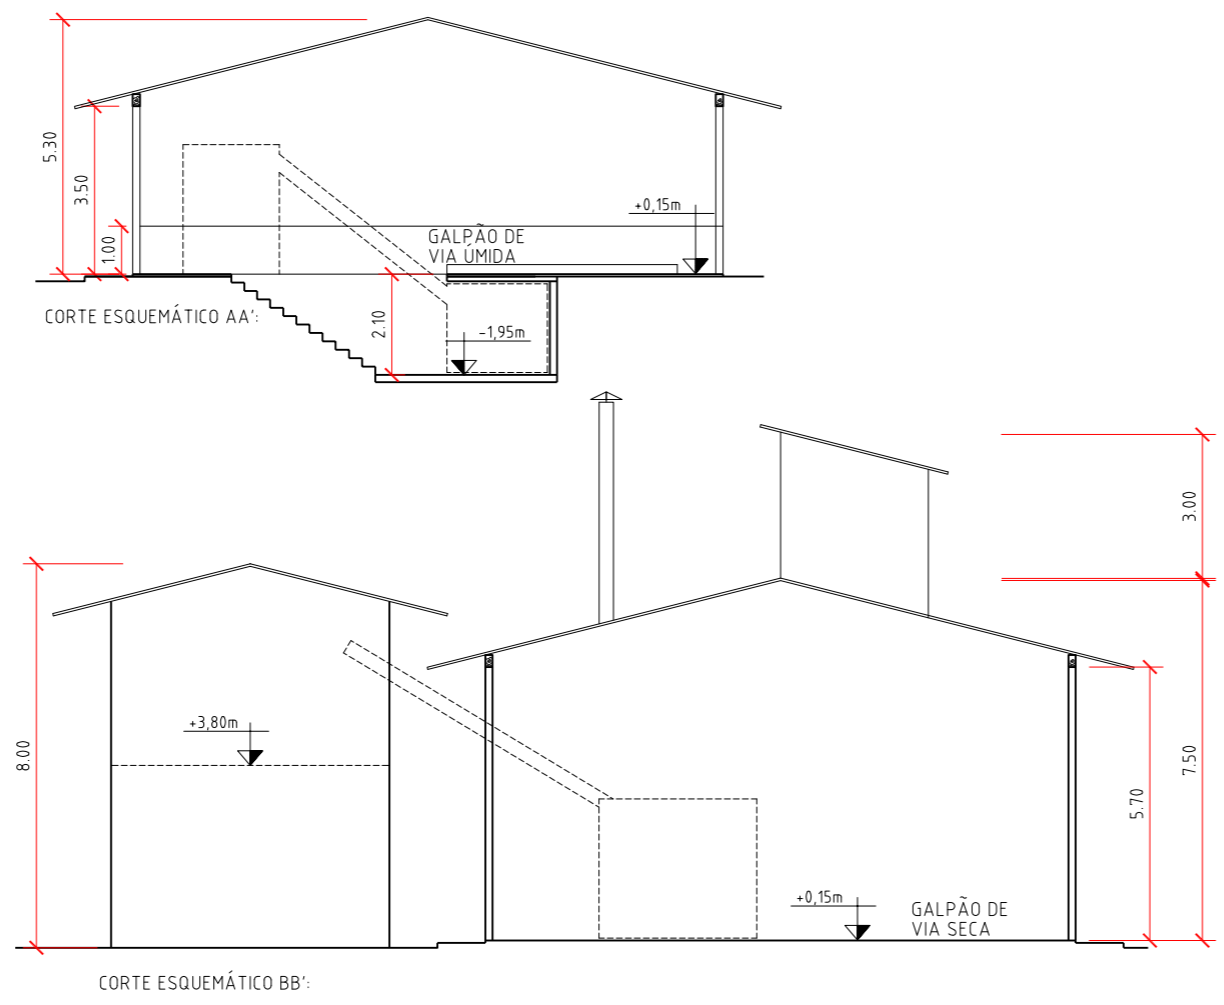 5.30
3.50
1.00
+0,15m
GALPÃO DE
VIA ÚMIDA
CORTE ESQUEMÁTICO AA':
2.10
-1,95m
3.00
8.00
+3,80m
7.50
5.70
+0,15m
GALPÃO DE
VIA SECA
CORTE ESQUEMÁTICO BB':